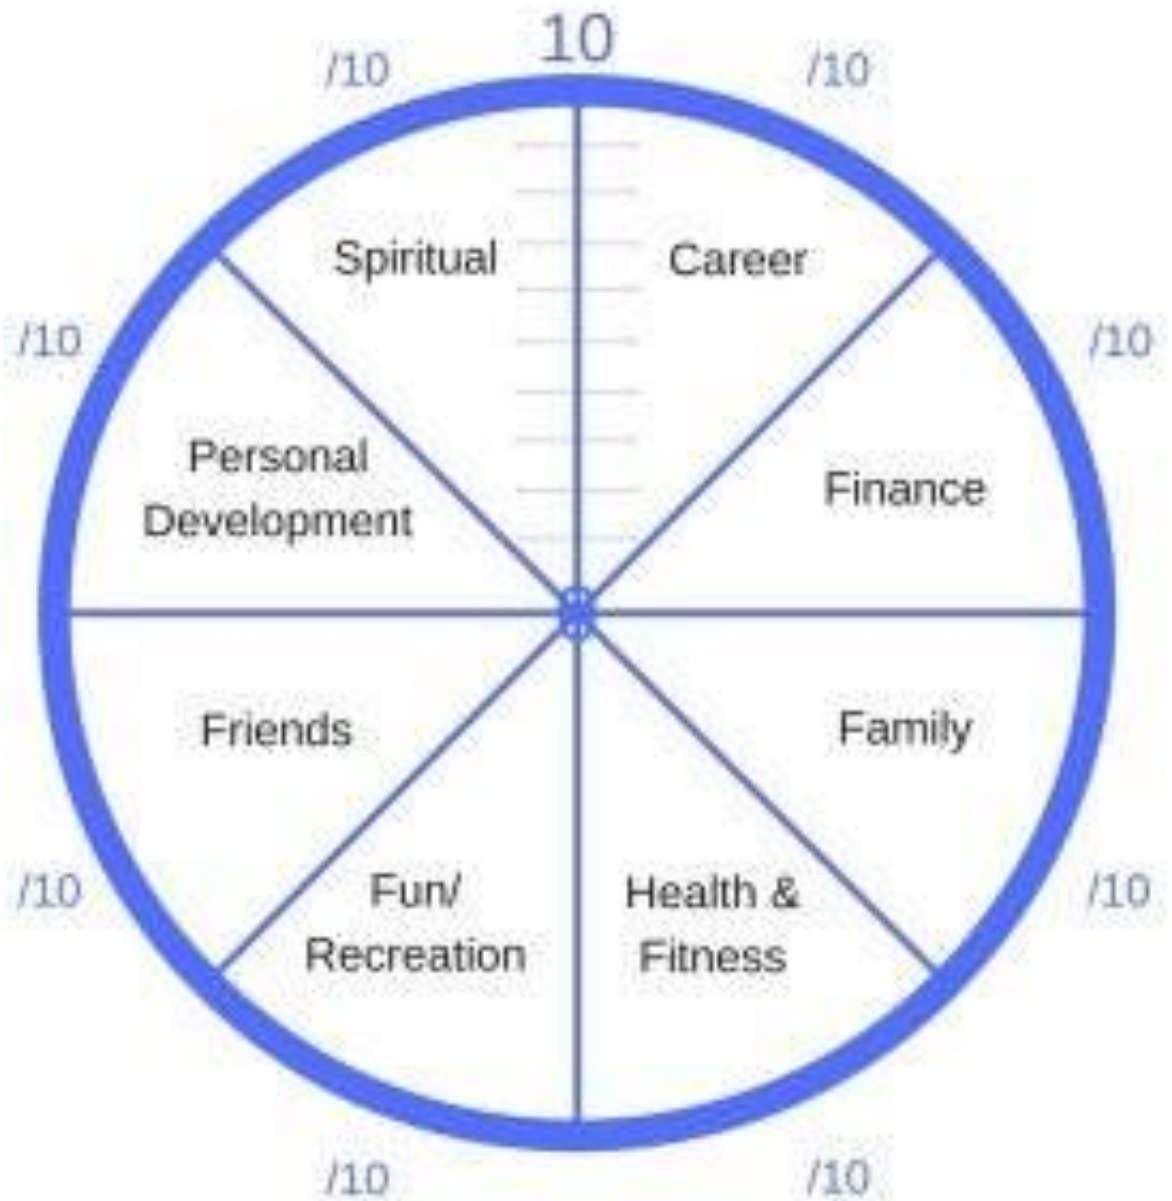 10
/10
/10
Spiritual
Career
/10
/10
Personal
Development
Finance
Friends
Family
/10
/10
Fun/
Recreation
Health &
Fitness
/10
/10